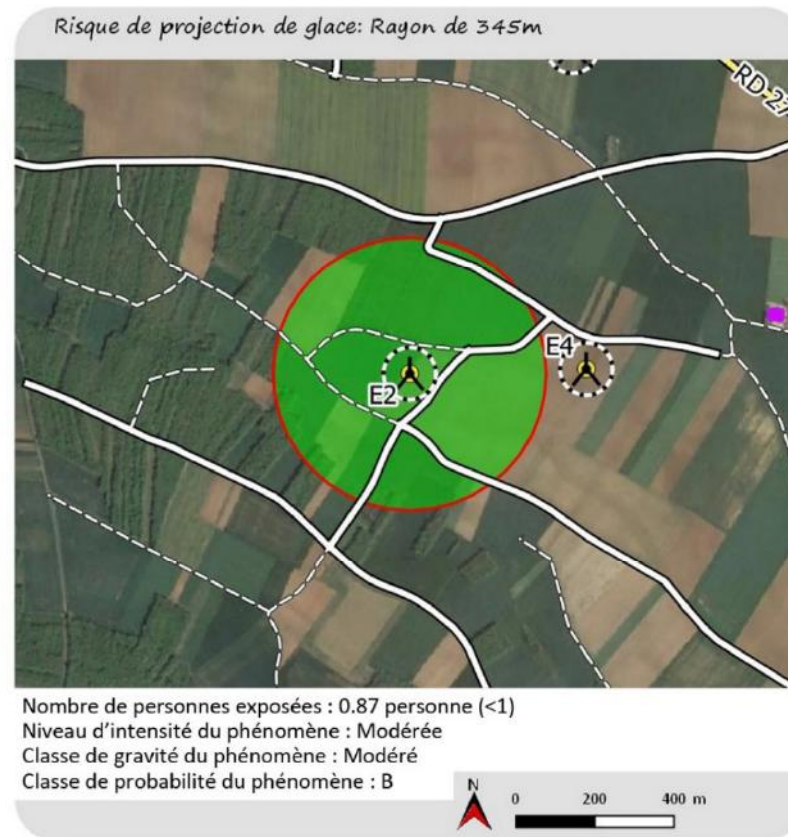 Risque de projection de glace: Rayon de 345m
RD 27
E4
E2
Nombre de personnes exposées : 0.87 personne (<1)
Niveau d'intensité du phénomène : Modérée
Classe de gravité du phénomène : Modéré
Classe de probabilité du phénomène : B
N
0 200 400 m